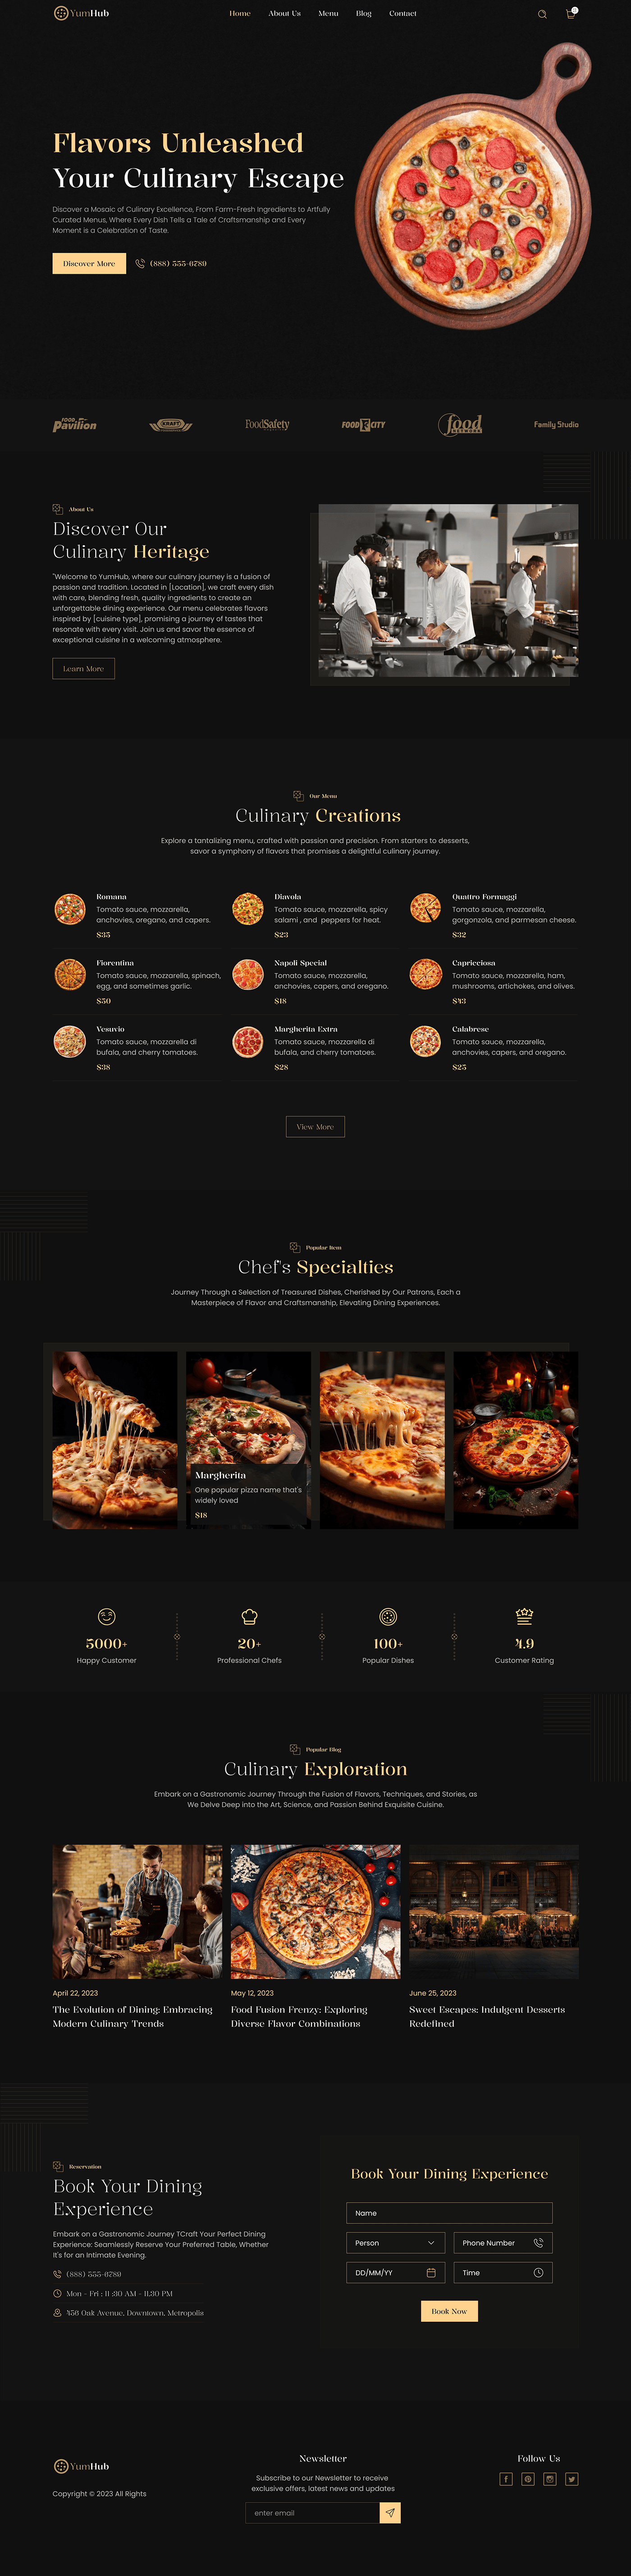 YumHub
Home About Us Menu Blog Contact
Flavors Unleashed
Your Culinary Escape
Discover a Mosaic of Culinary Excellence, From Farm-Fresh Ingredients to Artfully
Curated Menus, Where Every Dish Tells a Tale of Craftsmanship and Every
Moment is a Celebration of Taste.
Discover More (888) 555-6789
FOOD Pavilion
KRAFT
FoodSafety
FOOD CITY
food NETWORK
Family Studio
About Us
Discover Our
Culinary Heritage
"Welcome to YumHub, where our culinary journey is a fusion of
passion and tradition. Located in [Location], we craft every dish
with care, blending fresh, quality ingredients to create an
unforgettable dining experience. Our menu celebrates flavors
inspired by [cuisine type], promising a journey of tastes that
resonate with every visit. Join us and savor the essence of
exceptional cuisine in a welcoming atmosphere.
Learn More
Our Menu
Culinary Creations
Explore a tantalizing menu, crafted with passion and precision. From starters to desserts,
savor a symphony of flavors that promises a delightful culinary journey.
Romana
Tomato sauce, mozzarella,
anchovies, oregano, and capers.
$35
Diavola
Tomato sauce, mozzarella, spicy
salami , and peppers for heat.
$23
Quattro Formaggi
Tomato sauce, mozzarella,
gorgonzola, and parmesan cheese.
$32
Fiorentina
Tomato sauce, mozzarella, spinach,
egg, and sometimes garlic.
$50
Napoli Special
Tomato sauce, mozzarella,
anchovies, capers, and oregano.
$18
Capricciosa
Tomato sauce, mozzarella, ham,
mushrooms, artichokes, and olives.
$43
Vesuvio
Tomato sauce, mozzarella di
bufala, and cherry tomatoes.
$38
Margherita Extra
Tomato sauce, mozzarella di
bufala, and cherry tomatoes.
$28
Calabrese
Tomato sauce, mozzarella,
anchovies, capers, and oregano.
$25
View More
Popular Item
Chef's Specialties
Journey Through a Selection of Treasured Dishes, Cherished by Our Patrons, Each a
Masterpiece of Flavor and Craftsmanship, Elevating Dining Experiences.
Margherita
One popular pizza name that's
widely loved
$18
5000+
Happy Customer
20+
Professional Chefs
100+
Popular Dishes
4.9
Customer Rating
Popular Blog
Culinary Exploration
Embark on a Gastronomic Journey Through the Fusion of Flavors, Techniques, and Stories, as
We Delve Deep into the Art, Science, and Passion Behind Exquisite Cuisine.
April 22, 2023
The Evolution of Dining: Embracing
Modern Culinary Trends
May 12, 2023
Food Fusion Frenzy: Exploring
Diverse Flavor Combinations
June 25, 2023
Sweet Escapes: Indulgent Desserts
Redefined
Reservation
Book Your Dining
Experience
Embark on a Gastronomic Journey TCraft Your Perfect Dining
Experience: Seamlessly Reserve Your Preferred Table, Whether
It's for an Intimate Evening.
(888) 555-6789
Mon - Fri : 11 :30 AM - 11.30 PM
456 Oak Avenue, Downtown, Metropolis
Book Your Dining Experience
Name
Person
Phone Number
DD/MM/YY
Time
Book Now
YumHub
Copyright © 2023 All Rights
Newsletter
Subscribe to our Newsletter to receive
exclusive offers, latest news and updates
enter email
Follow Us